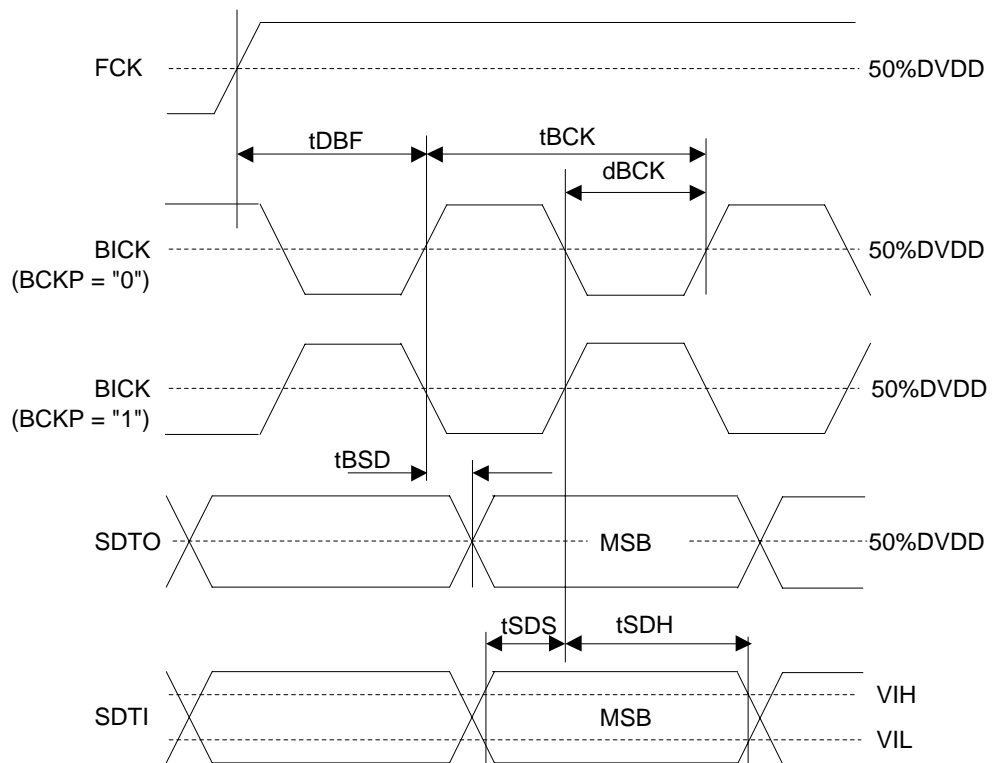 FCK
50%DVDD
tDBF
tBCK
dBCK
BICK
(BCKP = "0")
50%DVDD
BICK
(BCKP = "1")
50%DVDD
tBSD
SDTO
MSB
50%DVDD
tSDS
tSDH
VIH
SDTI
MSB
VIL